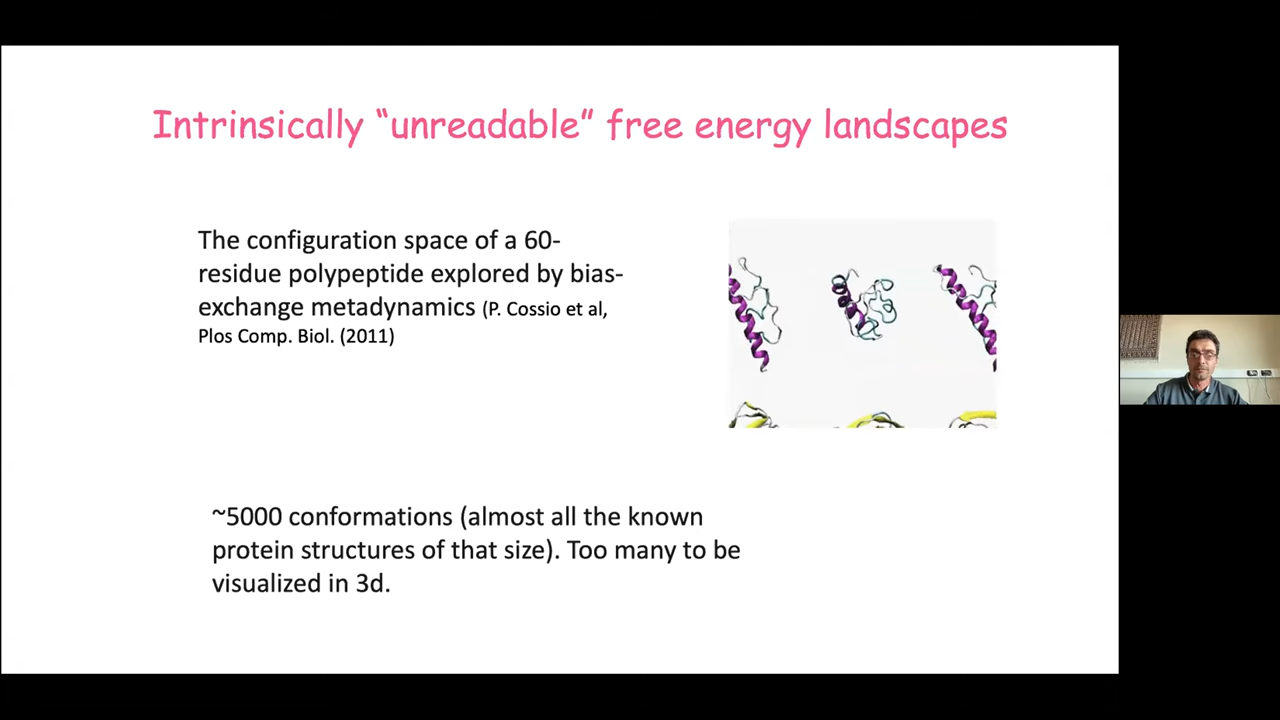 Intrinsically “unreadable” free energy landscapes
The configuration space of a 60-
residue polypeptide explored by bias-
exchange metadynamics (P. Cossio et al,
Plos Comp. Biol. (2011)
~5000 conformations (almost all the known
protein structures of that size). Too many to be
visualized in 3d.